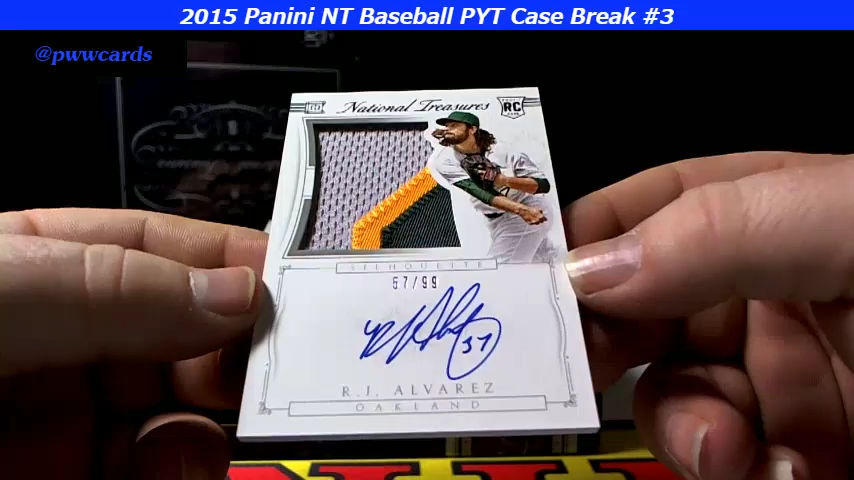 2015 Panini NT Baseball PYT Case Break #3
@pwwcards
National Treasures
RC
SILHOUETTE
57/99
37
R.J. ALVAREZ
OAKLAND